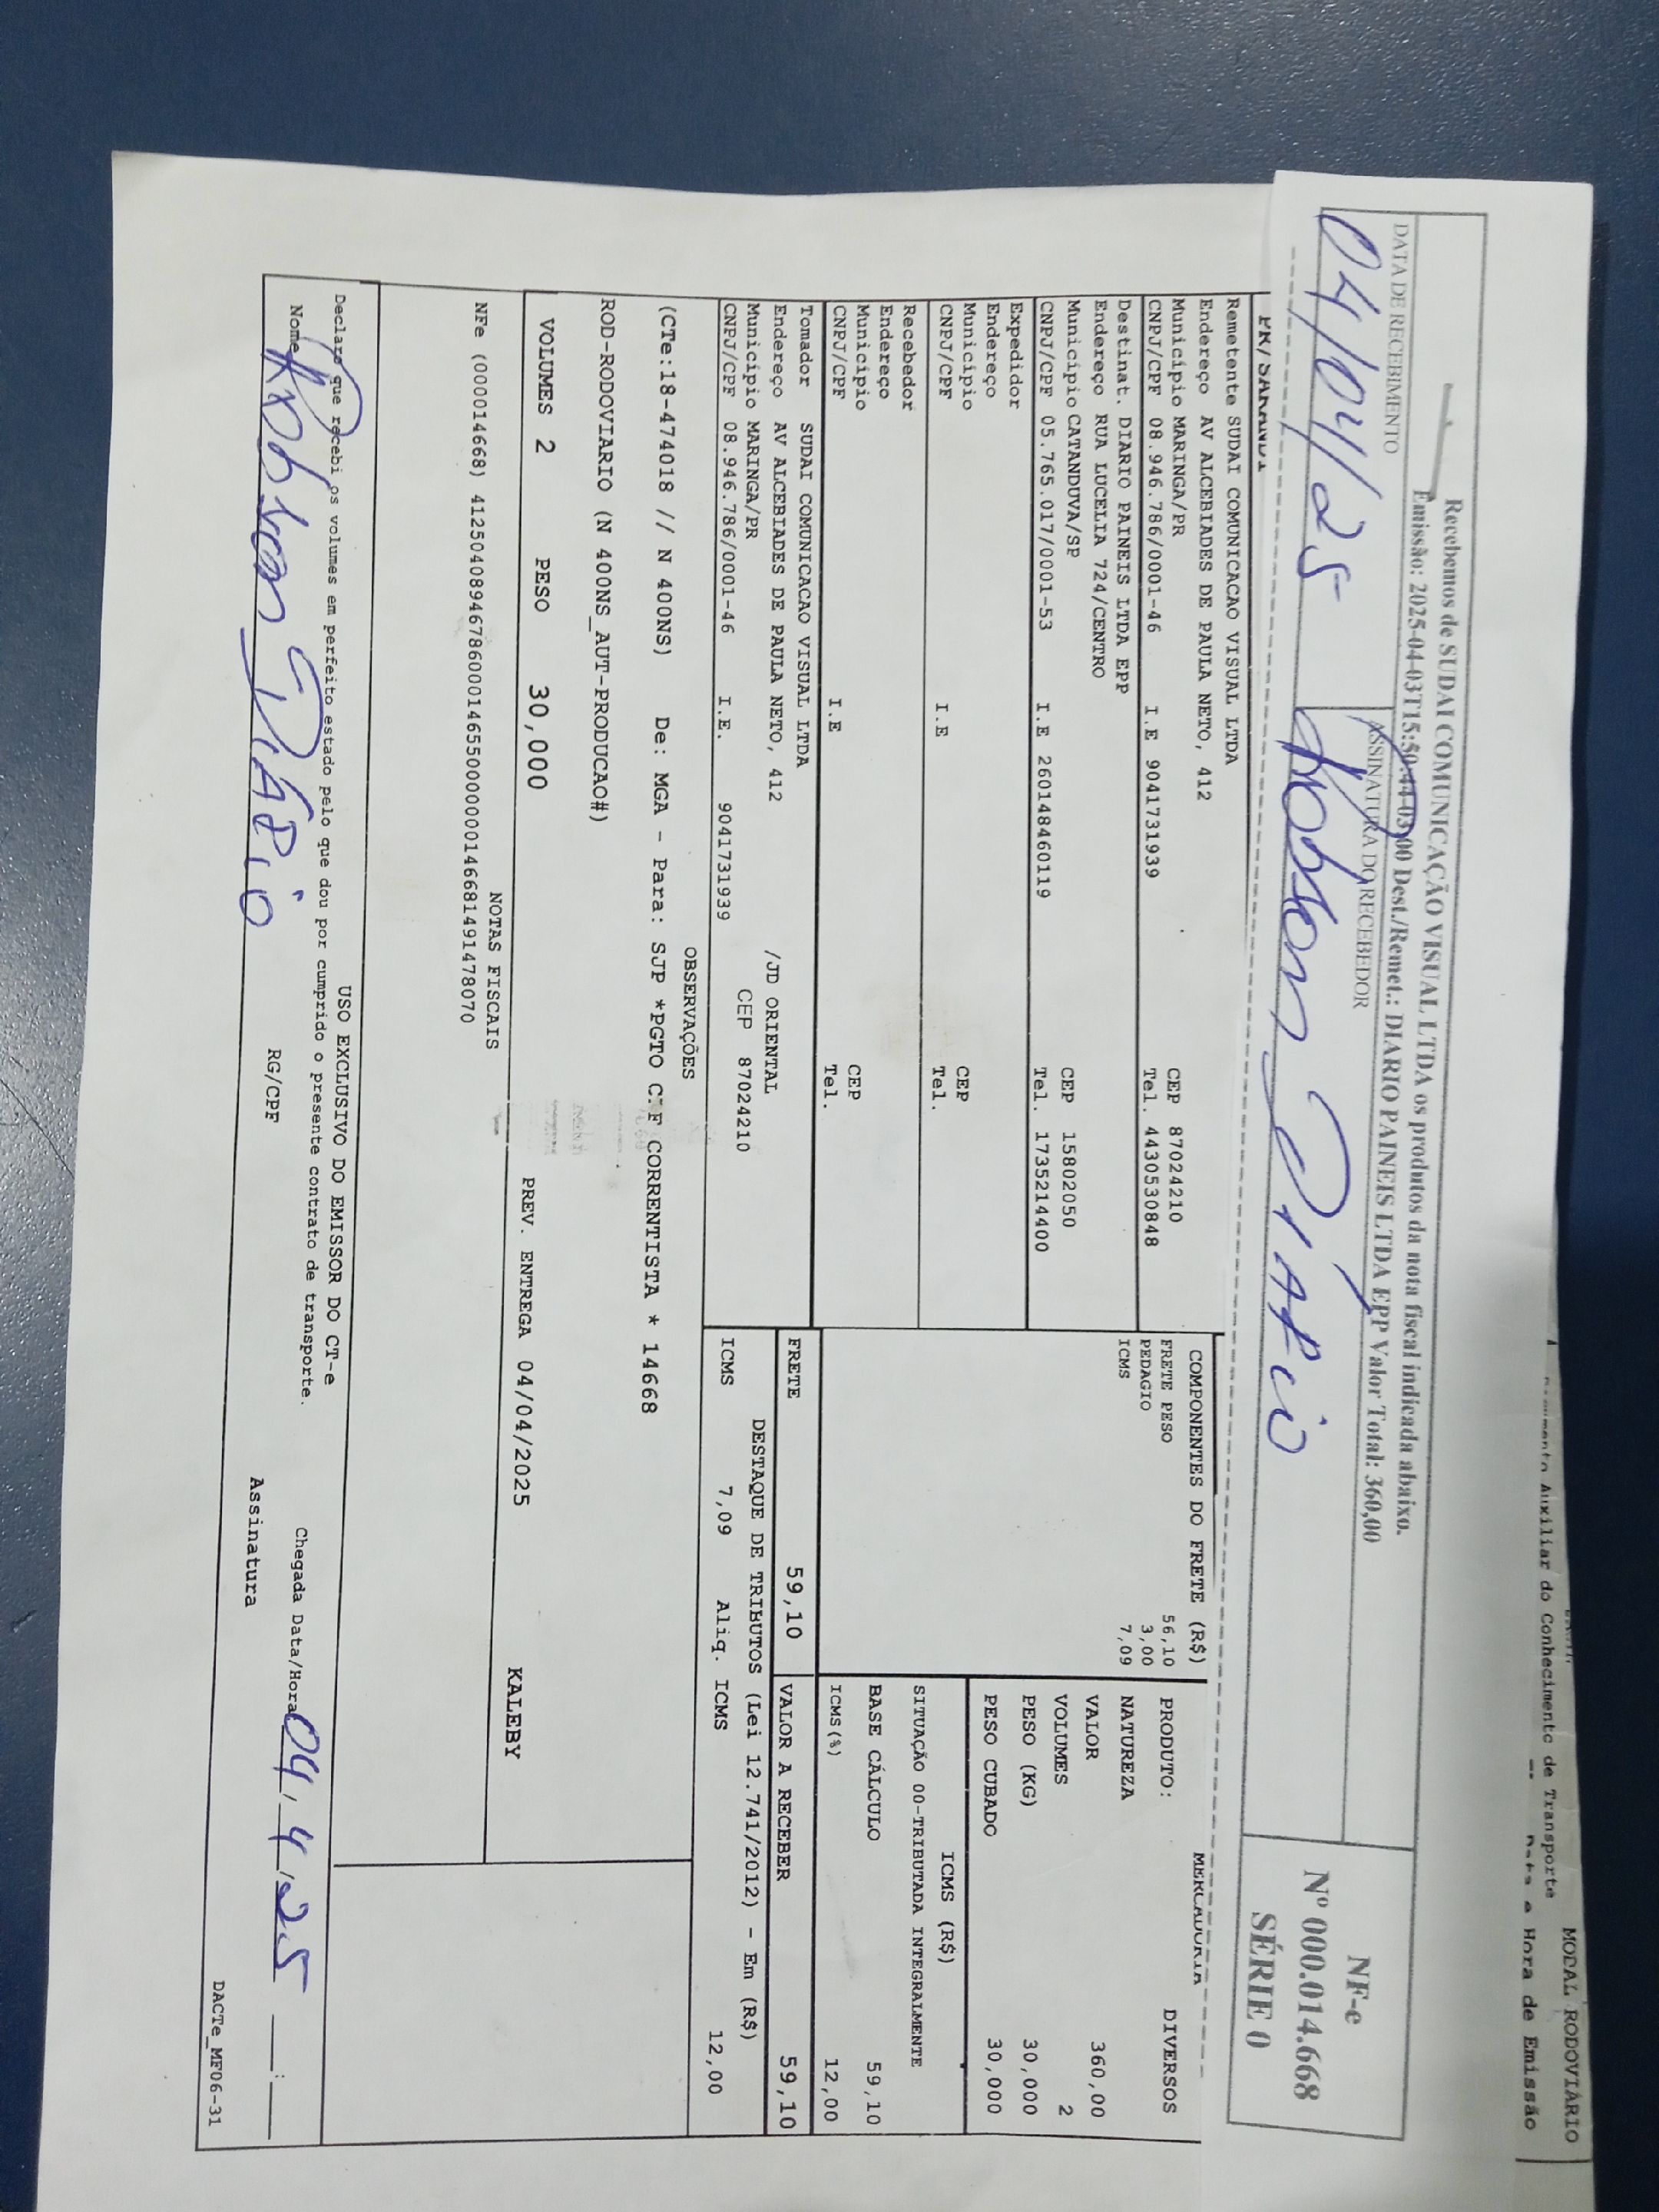 MODAL RODOVIÁRIO
Auxiliar do Conhecimento de Transporte
e Hora de Emissão
Recebemos de SUDAI COMUNICAÇÃO VISUAL LTDA os produtos da nota fiscal indicada abaixo.
Emissão: 2025-04-03T15:50:44-03:00 Dest./Remet.: DIARIO PAINEIS LTDA EPP Valor Total: 360,00
DATA DE RECEBIMENTO
ASSINATURA DO RECEBEDOR
04/04/25
Robson
NF-e
Nº 000.014.668
SÉRIE 0
Remetente SUDAI COMUNICACAO VISUAL LTDA
Endereço AV ALCEBIADES DE PAULA NETO, 412
Município MARINGA/PR CEP 87024210
CNPJ/CPF 08.946.786/0001-46 I.E 9041731939 Tel. 4430530848
Destinat. DIARIO PAINEIS LTDA EPP
Endereço RUA LUCELIA 724/CENTRO
Município CATANDUVA/SP CEP 15802050
CNPJ/CPF 05.765.017/0001-53 I.E 260148460119 Tel. 1735214400
Expedidor
Endereço
Município CEP
CNPJ/CPF I.E Tel.
Recebedor
Endereço
Município CEP
CNPJ/CPF I.E Tel.
Tomador SUDAI COMUNICACAO VISUAL LTDA
Endereço AV ALCEBIADES DE PAULA NETO, 412 /JD ORIENTAL
Município MARINGA/PR CEP 87024210
CNPJ/CPF 08.946.786/0001-46 I.E. 9041731939
COMPONENTES DO FRETE (R$)
FRETE PESO 56,10
PEDAGIO 3,00
ICMS 7,09
MERCADORIA
PRODUTO: DIVERSOS
NATUREZA
VALOR 360,00
VOLUMES 2
PESO (KG) 30,000
PESO CUBADO 30,000
ICMS (R$)
SITUAÇÃO 00-TRIBUTADA INTEGRALMENTE
BASE CÁLCULO 59,10
ICMS(%) 12,00
FRETE 59,10 VALOR A RECEBER 59,10
DESTAQUE DE TRIBUTOS (Lei 12.741/2012) - Em (R$)
ICMS 7,09 Aliq. ICMS 12,00
OBSERVAÇÕES
(CTe:18-474018 // N 400NS) De: MGA - Para: SJP *PGTO CIF CORRENTISTA * 14668
ROD-RODOVIARIO (N 400NS_AUT-PRODUCAO#)
VOLUMES 2 PESO 30,000 PREV. ENTREGA 04/04/2025 KALEBY
NOTAS FISCAIS
NFe (000014668) 41250408946786000146550000000146681491478070
USO EXCLUSIVO DO EMISSOR DO CT-e
Declaro que recebi os volumes em perfeito estado pelo que dou por cumprido o presente contrato de transporte.
Nome Robson RG/CPF Assinatura Chegada Data/Hora 04/4/25 __:__
DACTe_MF06-31